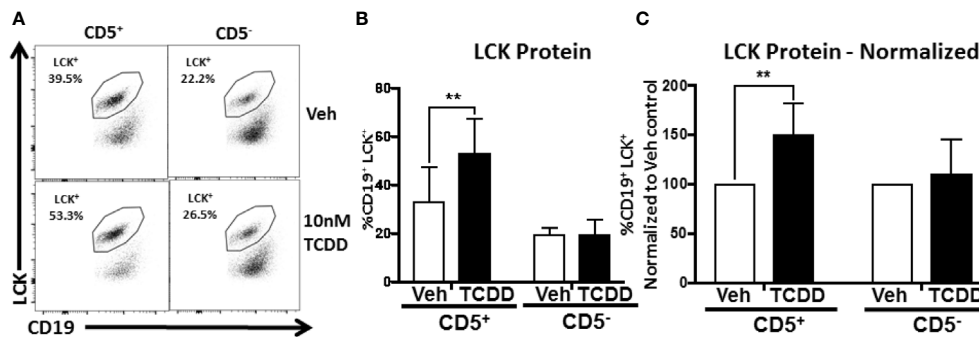 A
CD5+
CD5-
LCK+
39.5%
LCK+
22.2%
Veh
LCK+
53.3%
LCK+
26.5%
10nM
TCDD
LCK
CD19
B
LCK Protein
%CD19+ LCK+
80
60
40
20
0
**
Veh TCDD Veh TCDD
CD5+ CD5-
C
LCK Protein - Normalized
%CD19+ LCK+
Normalized to Veh control
200
150
100
50
0
**
Veh TCDD Veh TCDD
CD5+ CD5-